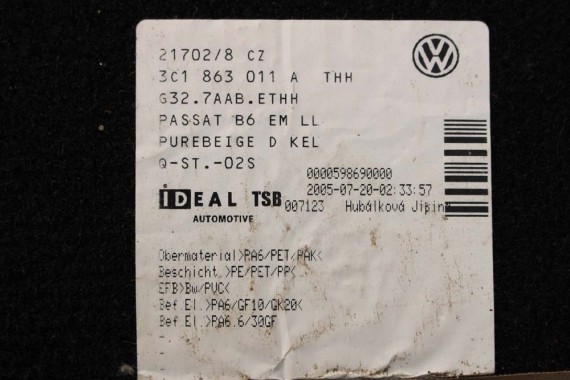 21702/8 CZ
3C1 863 011 A THH
G32.7AAB.ETHH
PASSAT B6 EM LL
PUREBEIGE D KEL
Q-ST.-02S
0000598690000
2005-07-20-02:33:57
IDEAL TSB 007123 Hubálková
AUTOMOTIVE
Obermaterial>PA6/PET/PAK<
Beschicht.>PE/PET/PP<
EFB>Bw/PVC<
Bef.El.>PA6/GF10/GK20<
Bef.El.>PA6.6/30GF